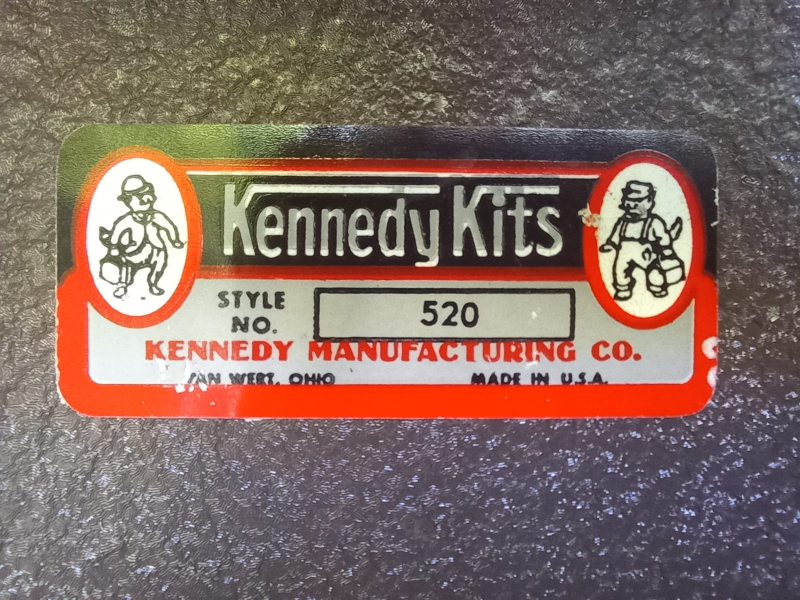 Kennedy Kits
STYLE NO. 520
KENNEDY MANUFACTURING CO.
VAN WERT, OHIO MADE IN U.S.A.